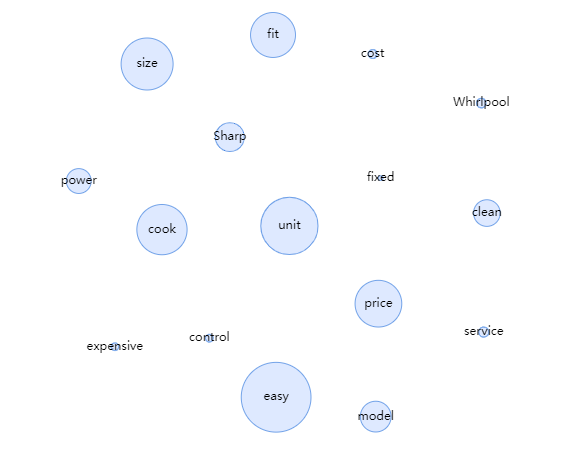 fit
cost
size
Whirlpool
Sharp
fixed
power
clean
cook
unit
price
service
control
expensive
easy
model